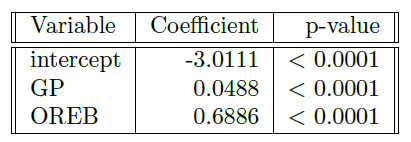 Variable Coefficient p-value
intercept -3.0111 < 0.0001
GP 0.0488 < 0.0001
OREB 0.6886 < 0.0001